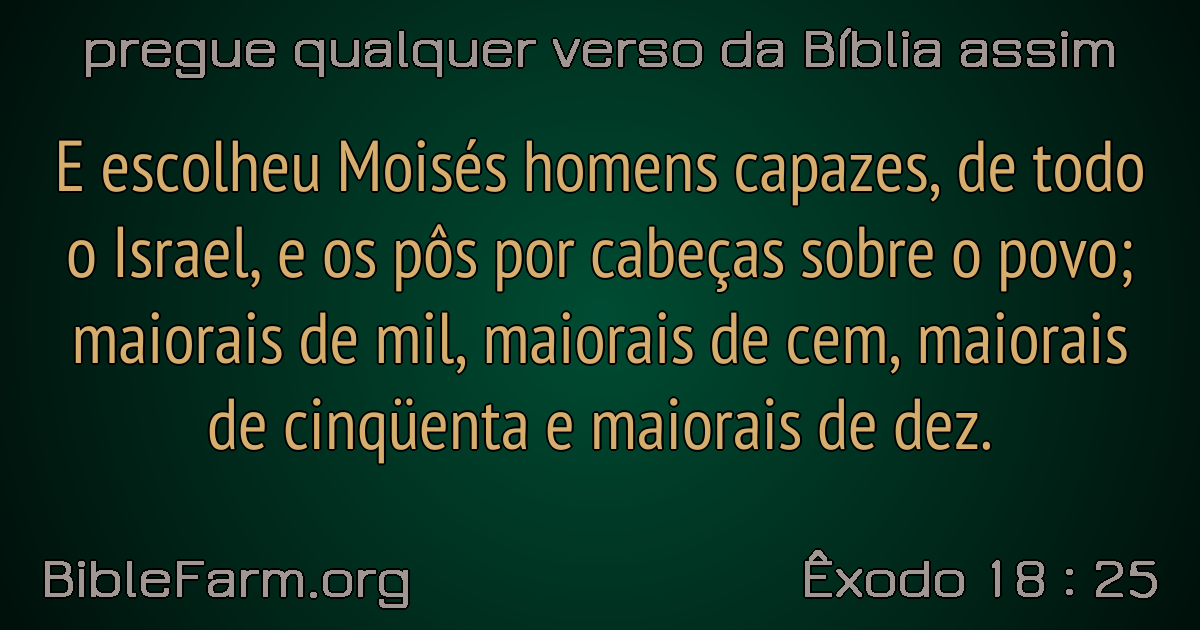 pregue qualquer verso da Bíblia assim
E escolheu Moisés homens capazes, de todo
o Israel, e os pôs por cabeças sobre o povo;
maiorais de mil, maiorais de cem, maiorais
de cinqüenta e maiorais de dez.
BibleFarm.org
Êxodo 18 : 25